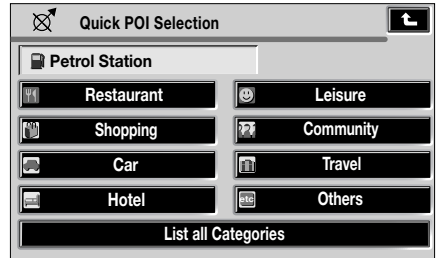 Quick POI Selection
Petrol Station
Restaurant
Leisure
Shopping
Community
Car
Travel
Hotel
etc
Others
List all Categories